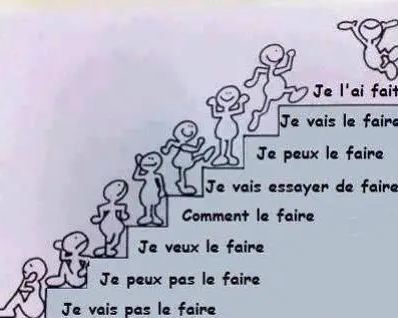 Je l'ai fait
Je vais le faire
Je peux le faire
Je vais essayer de faire
Comment le faire
Je veux le faire
Je peux pas le faire
Je vais pas le faire